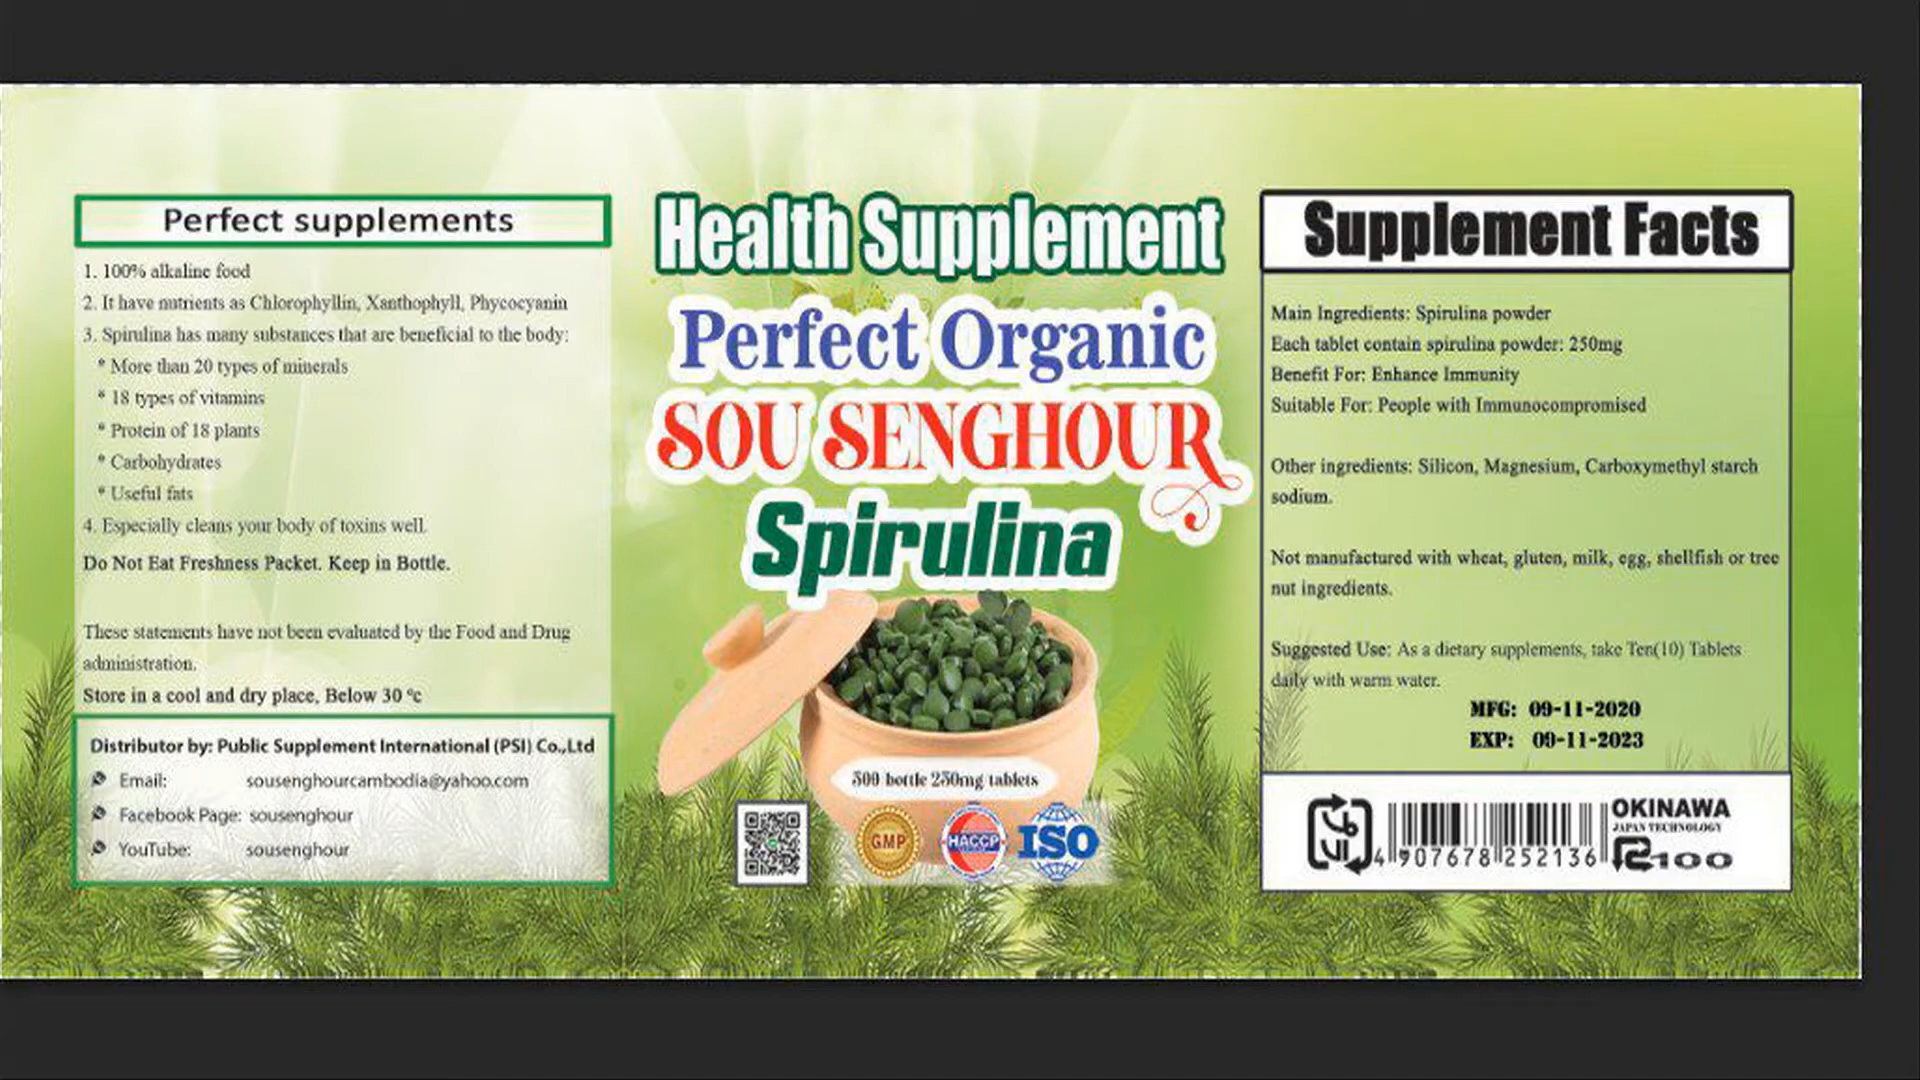 Perfect supplements
1. 100% alkaline food
2. It have nutrients as Chlorophyllin, Xanthophyll, Phycocyanin
3. Spirulina has many substances that are beneficial to the body:
* More than 20 types of minerals
* 18 types of vitamins
* Protein of 18 plants
* Carbohydrates
* Useful fats
4. Especially cleans your body of toxins well.
Do Not Eat Freshness Packet. Keep in Bottle.
These statements have not been evaluated by the Food and Drug
administration.
Store in a cool and dry place, Below 30 °c
Distributor by: Public Supplement International (PSI) Co.,Ltd
Email: sousenghourcambodia@yahoo.com
Facebook Page: sousenghour
YouTube: sousenghour
Health Supplement
Perfect Organic
SOU SENGHOUR
Spirulina
500 bottle 250mg tablets
GMP
HACCP
ISO
Supplement Facts
Main Ingredients: Spirulina powder
Each tablet contain spirulina powder: 250mg
Benefit For: Enhance Immunity
Suitable For: People with Immunocompromised
Other ingredients: Silicon, Magnesium, Carboxymethyl starch
sodium.
Not manufactured with wheat, gluten, milk, egg, shellfish or tree
nut ingredients.
Suggested Use: As a dietary supplements, take Ten(10) Tablets
daily with warm water.
MFG: 09-11-2020
EXP: 09-11-2023
4 907678 252136
OKINAWA
JAPAN TECHNOLOGY
R100